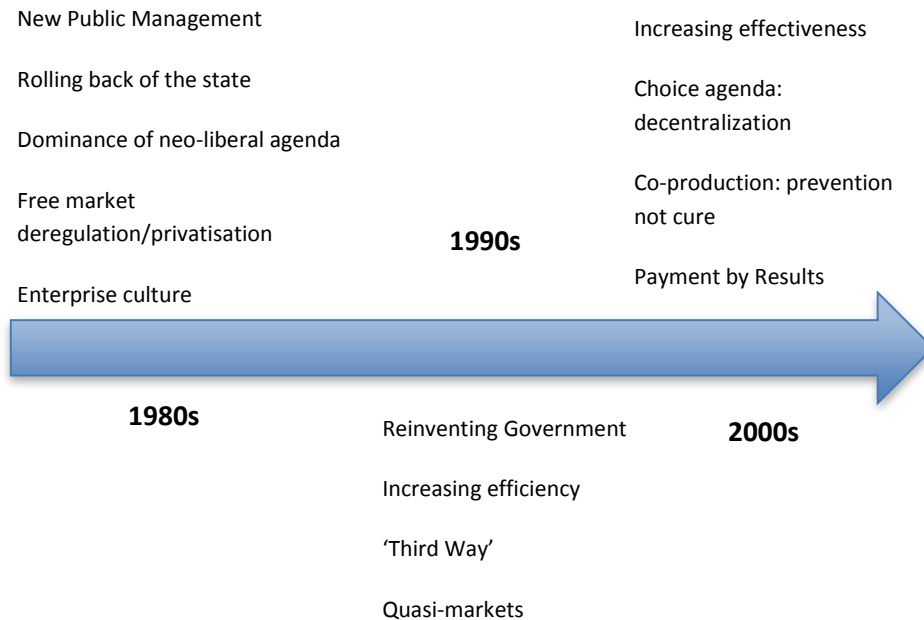 New Public Management
Rolling back of the state
Dominance of neo-liberal agenda
Free market
deregulation/privatisation
Enterprise culture
1980s
1990s
Reinventing Government
Increasing efficiency
‘Third Way’
Quasi-markets
Increasing effectiveness
Choice agenda:
decentralization
Co-production: prevention
not cure
Payment by Results
2000s